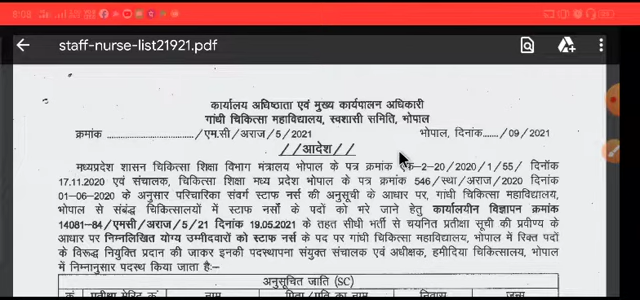 8:08
staff-nurse-list21921.pdf
कार्यालय अधिष्ठाता एवं मुख्य कार्यपालन अधिकारी
गांधी चिकित्सा महाविद्यालय, स्वशासी समिति, भोपाल
क्रमांक ............................../एम.सी/अराज/5/2021 भोपाल, दिनांक....../09/2021
//आदेश//
मध्यप्रदेश शासन चिकित्सा शिक्षा विभाग मंत्रालय भोपाल के पत्र क्रमांक एफ-2-20/2020/1/55/ दिनॉक
17.11.2020 एवं संचालक, चिकित्सा शिक्षा मध्य प्रदेश भोपाल के पत्र क्रमांक 546/स्था/अराज/2020 दिनांक
01-06-2020 के अनुसार परिचारिका संवर्ग स्टाफ नर्स की अनुसूची के आधार पर, गांधी चिकित्सा महाविद्यालय,
भोपाल से संबंद्ध चिकित्सालयों में स्टाफ नर्सो के पदों को भरे जाने हेतु कार्यालयीन विज्ञापन क्रमांक
14081-84/एमसी/अराज/5/21 दिनांक 19.05.2021 के तहत सीधी भर्ती से चयनित प्रतीक्षा सूची की प्रवीण्य के
आधार पर निम्नलिखित योग्य उम्मीदवारों को स्टाफ नर्स के पद पर गांधी चिकित्सा महाविद्यालय, भोपाल में रिक्त पदों
के विरूद्ध नियुक्ति प्रदान की जाकर इनकी पदस्थापना संयुक्त संचालक एवं अधीक्षक, हमीदिया चिकित्सालय, भोपाल
में निम्नानुसार पदस्थ किया जाता है:-
अनुसूचित जाति (SC)
क्रं प्रतीक्षा मेरिट क्रं नाम पिता/पति का नाम निवास जन्म